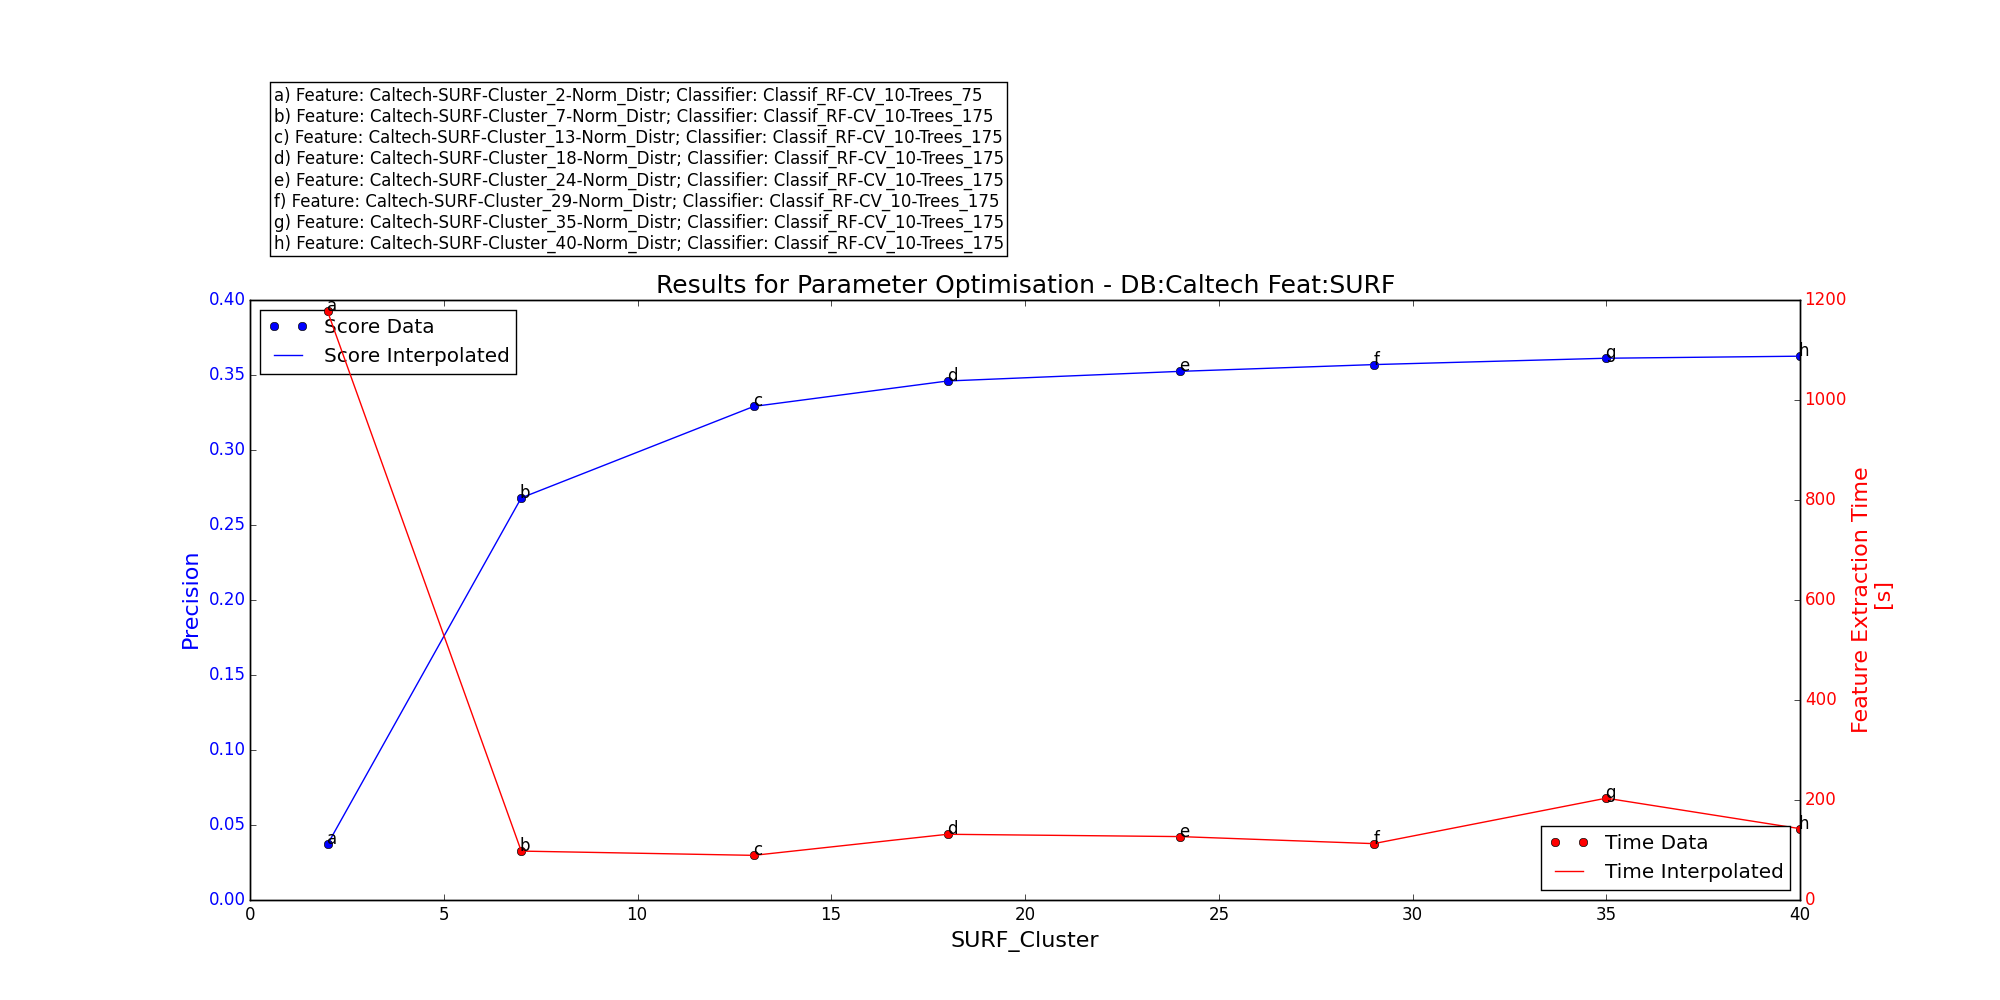 a) Feature: Caltech-SURF-Cluster_2-Norm_Distr; Classifier: Classif_RF-CV_10-Trees_75
b) Feature: Caltech-SURF-Cluster_7-Norm_Distr; Classifier: Classif_RF-CV_10-Trees_175
c) Feature: Caltech-SURF-Cluster_13-Norm_Distr; Classifier: Classif_RF-CV_10-Trees_175
d) Feature: Caltech-SURF-Cluster_18-Norm_Distr; Classifier: Classif_RF-CV_10-Trees_175
e) Feature: Caltech-SURF-Cluster_24-Norm_Distr; Classifier: Classif_RF-CV_10-Trees_175
f) Feature: Caltech-SURF-Cluster_29-Norm_Distr; Classifier: Classif_RF-CV_10-Trees_175
g) Feature: Caltech-SURF-Cluster_35-Norm_Distr; Classifier: Classif_RF-CV_10-Trees_175
h) Feature: Caltech-SURF-Cluster_40-Norm_Distr; Classifier: Classif_RF-CV_10-Trees_175
Results for Parameter Optimisation - DB:Caltech Feat:SURF
Score Data
Score Interpolated
Precision
0.40
0.35
0.30
0.25
0.20
0.15
0.10
0.05
0.00
a
b
c
d
e
f
g
h
a
b
c
d
e
f
g
h
1200
1000
800
600
400
200
0
Feature Extraction Time
[s]
Time Data
Time Interpolated
0
5
10
15
20
25
30
35
40
SURF_Cluster